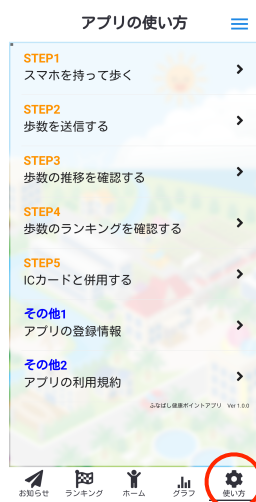 アプリの使い方
STEP1
スマホを持って歩く
STEP2
歩数を送信する
STEP3
歩数の推移を確認する
STEP4
歩数のランキングを確認する
STEP5
ICカードと併用する
その他1
アプリの登録情報
その他2
アプリの利用規約
ふなばし健康ポイントアプリ Ver1.0.0
お知らせ ランキング ホーム グラフ 使い方